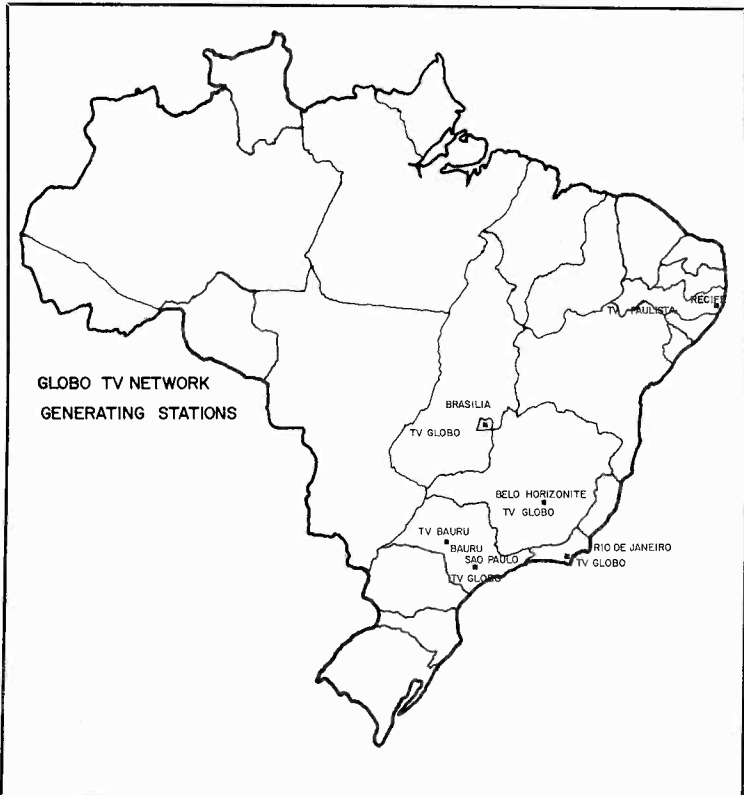 RECIFE
TV PAULISTA
GLOBO TV NETWORK
GENERATING STATIONS
BRASILIA
TV GLOBO
BELO HORIZONITE
TV GLOBO
TV BAURU
BAURU
SAO PAULO
TV GLOBO
RIO DE JANEIRO
TV GLOBO